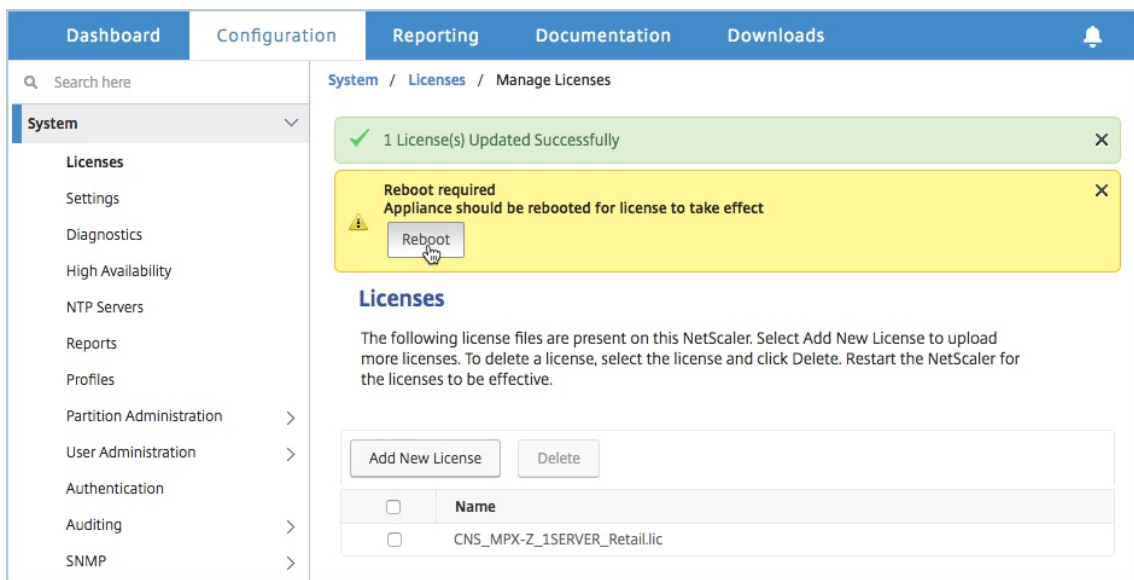 Dashboard Configuration Reporting Documentation Downloads
Search here
System
Licenses
Settings
Diagnostics
High Availability
NTP Servers
Reports
Profiles
Partition Administration
User Administration
Authentication
Auditing
SNMP
System / Licenses / Manage Licenses
1 License(s) Updated Successfully
Reboot required
Appliance should be rebooted for license to take effect
Reboot
Licenses
The following license files are present on this NetScaler. Select Add New License to upload
more licenses. To delete a license, select the license and click Delete. Restart the NetScaler for
the licenses to be effective.
Add New License Delete
Name
CNS_MPX-Z_1SERVER_Retail.lic